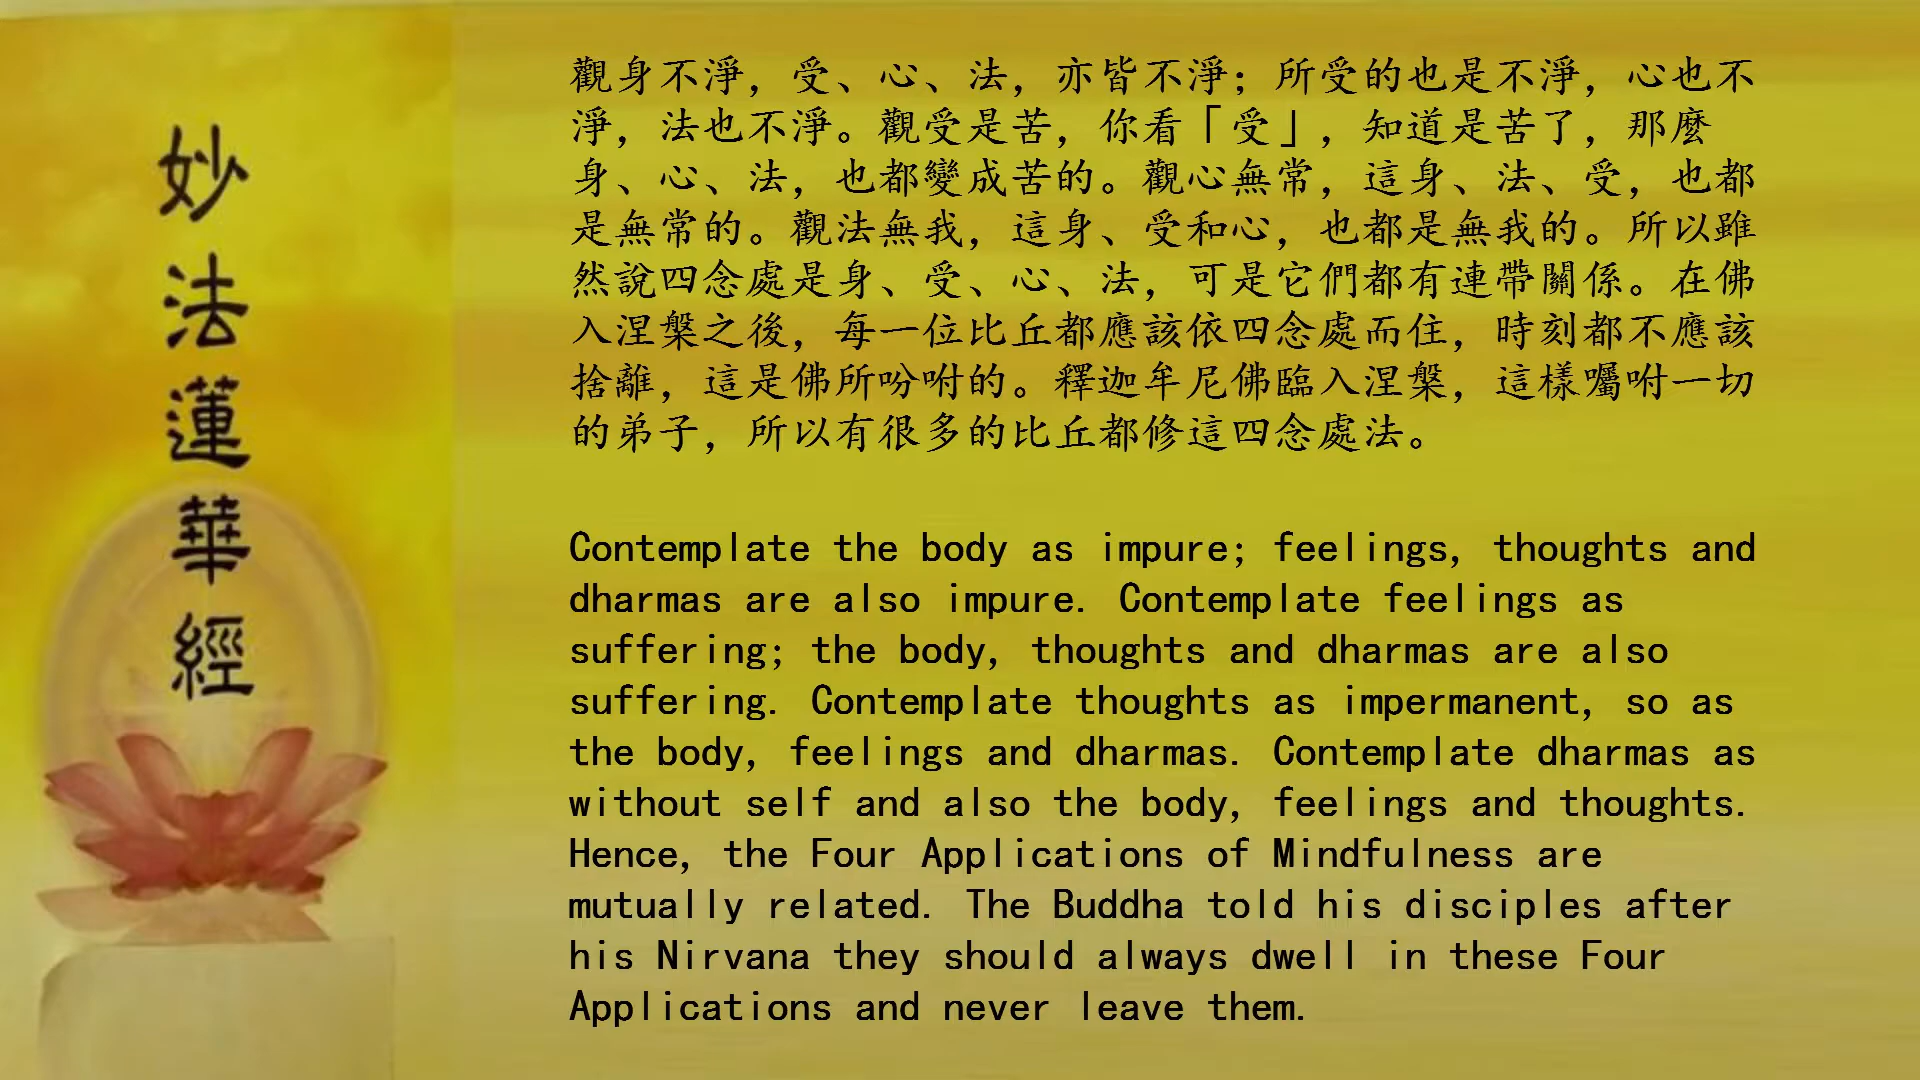 妙法蓮華經
觀身不淨，受、心、法，亦皆不淨；所受的也是不淨，心也不
淨，法也不淨。觀受是苦，你看「受」，知道是苦了，那麼
身、心、法，也都變成苦的。觀心無常，這身、法、受，也都
是無常的。觀法無我，這身、受和心，也都是無我的。所以雖
然說四念處是身、受、心、法，可是它們都有連帶關係。在佛
入涅槃之後，每一位比丘都應該依四念處而住，時刻都不應該
捨離，這是佛所吩咐的。釋迦牟尼佛臨入涅槃，這樣囑咐一切
的弟子，所以有很多的比丘都修這四念處法。
Contemplate the body as impure; feelings, thoughts and
dharmas are also impure. Contemplate feelings as
suffering; the body, thoughts and dharmas are also
suffering. Contemplate thoughts as impermanent, so as
the body, feelings and dharmas. Contemplate dharmas as
without self and also the body, feelings and thoughts.
Hence, the Four Applications of Mindfulness are
mutually related. The Buddha told his disciples after
his Nirvana they should always dwell in these Four
Applications and never leave them.